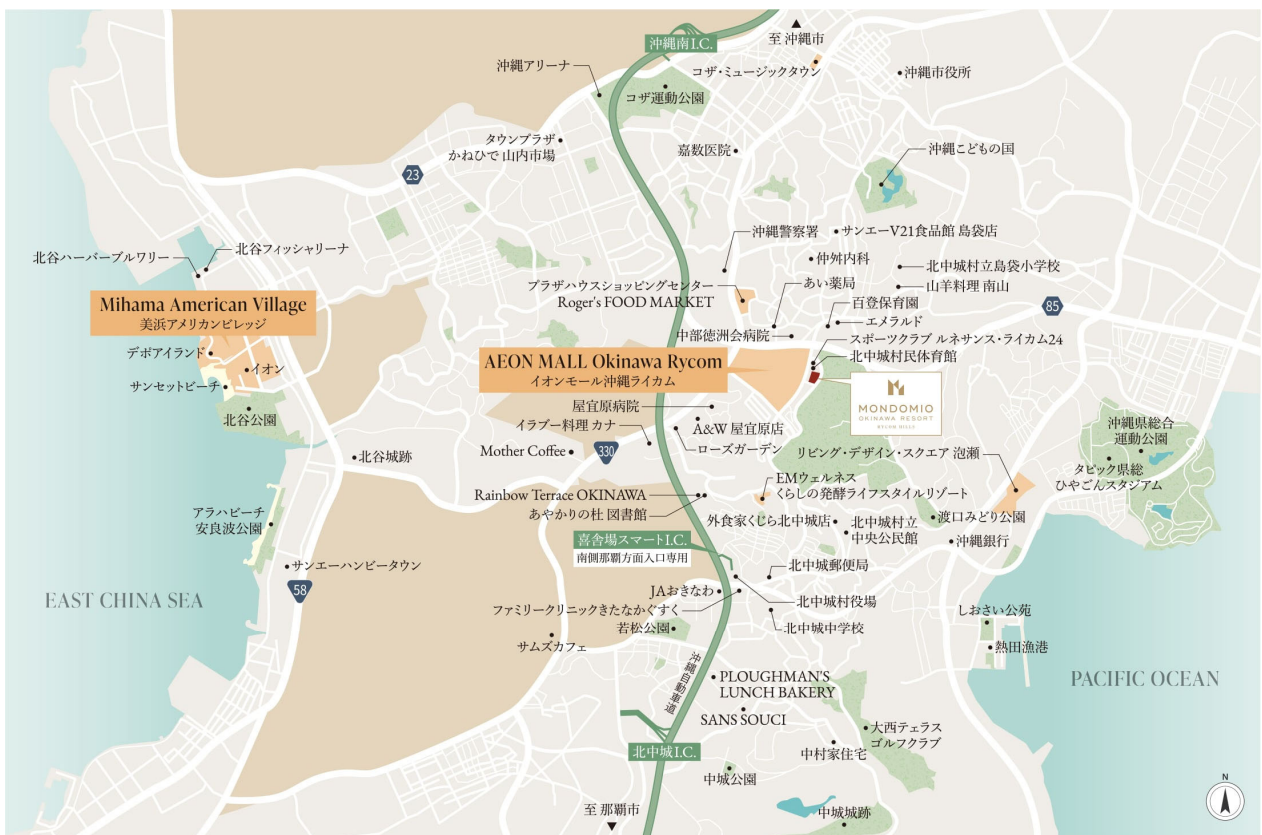 沖縄南I.C.
至 沖縄市
沖縄アリーナ
コザ・ミュージックタウン
沖縄市役所
コザ運動公園
タウンプラザ
かねひで 山内市場
嘉数医院
沖縄こどもの国
23
沖縄警察署
サンエーV21食品館 島袋店
北谷フィッシャリーナ
北谷ハーバーブルワリー
仲舛内科
北中城村立島袋小学校
プラザハウスショッピングセンター
Roger's FOOD MARKET
あい薬局
山羊料理 南山
Mihama American Village
美浜アメリカンビレッジ
百登保育園
85
エメラルド
中部徳洲会病院
スポーツクラブ ルネサンス・ライカム24
北中城村民体育館
デポアイランド
イオン
サンセットビーチ
AEON MALL Okinawa Rycom
イオンモール沖縄ライカム
MONDOMIO
OKINAWA RESORT
RYCOM HILLS
北谷公園
屋宜原病院
イラブー料理 カナ
A&W 屋宜原店
ローズガーデン
沖縄県総合
運動公園
Mother Coffee
330
北谷城跡
リビング・デザイン・スクエア 泡瀬
タピック県総
ひやごんスタジアム
EMウェルネス
くらしの発酵ライフスタイルリゾート
Rainbow Terrace OKINAWA
あやかりの杜 図書館
アラハビーチ
安良波公園
外食家くじら北中城店
北中城村立
中央公民館
渡口みどり公園
沖縄銀行
喜舎場スマートI.C.
南側那覇方面入口専用
サンエーハンビータウン
58
北中城郵便局
EAST CHINA SEA
JAおきなわ
北中城村役場
ファミリークリニックきたなかぐすく
若松公園
北中城中学校
しおさい公苑
サムズカフェ
熱田漁港
沖縄自動車道
PLOUGHMAN'S
LUNCH BAKERY
PACIFIC OCEAN
SANS SOUCI
大西テェラス
ゴルフクラブ
北中城I.C.
中村家住宅
中城公園
至 那覇市
中城城跡
N